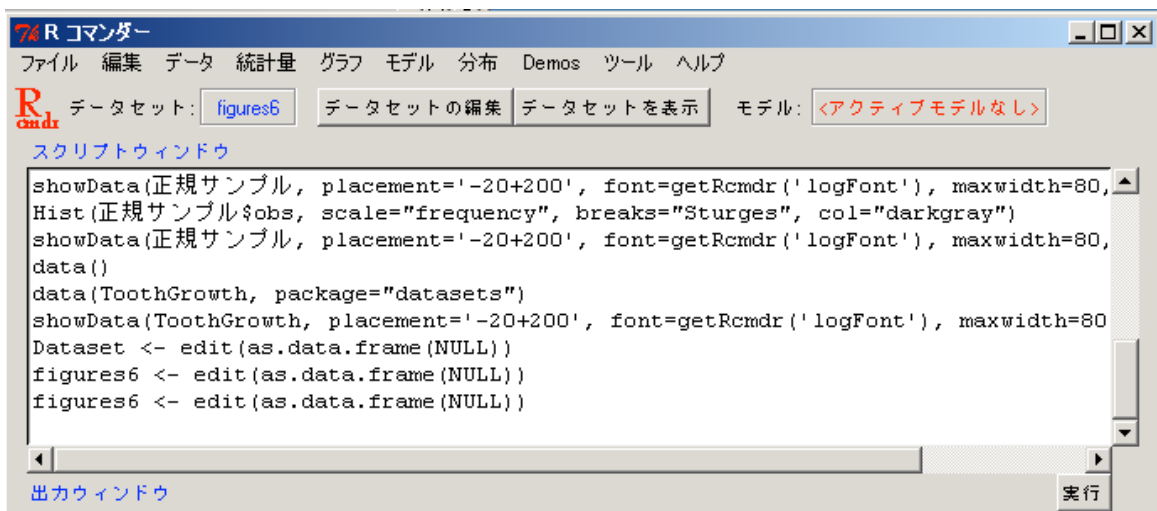 R コマンダー
ファイル 編集 データ 統計量 グラフ モデル 分布 Demos ツール ヘルプ
R cmdr データセット: figures6 データセットの編集 データセットを表示 モデル: <アクティブモデルなし>
スクリプトウィンドウ
showData(正規サンプル, placement='-20+200', font=getRcmdr('logFont'), maxwidth=80,
Hist(正規サンプル$obs, scale="frequency", breaks="Sturges", col="darkgray")
showData(正規サンプル, placement='-20+200', font=getRcmdr('logFont'), maxwidth=80,
data()
data(ToothGrowth, package="datasets")
showData(ToothGrowth, placement='-20+200', font=getRcmdr('logFont'), maxwidth=80
Dataset <- edit(as.data.frame(NULL))
figures6 <- edit(as.data.frame(NULL))
figures6 <- edit(as.data.frame(NULL))
出力ウィンドウ 実行